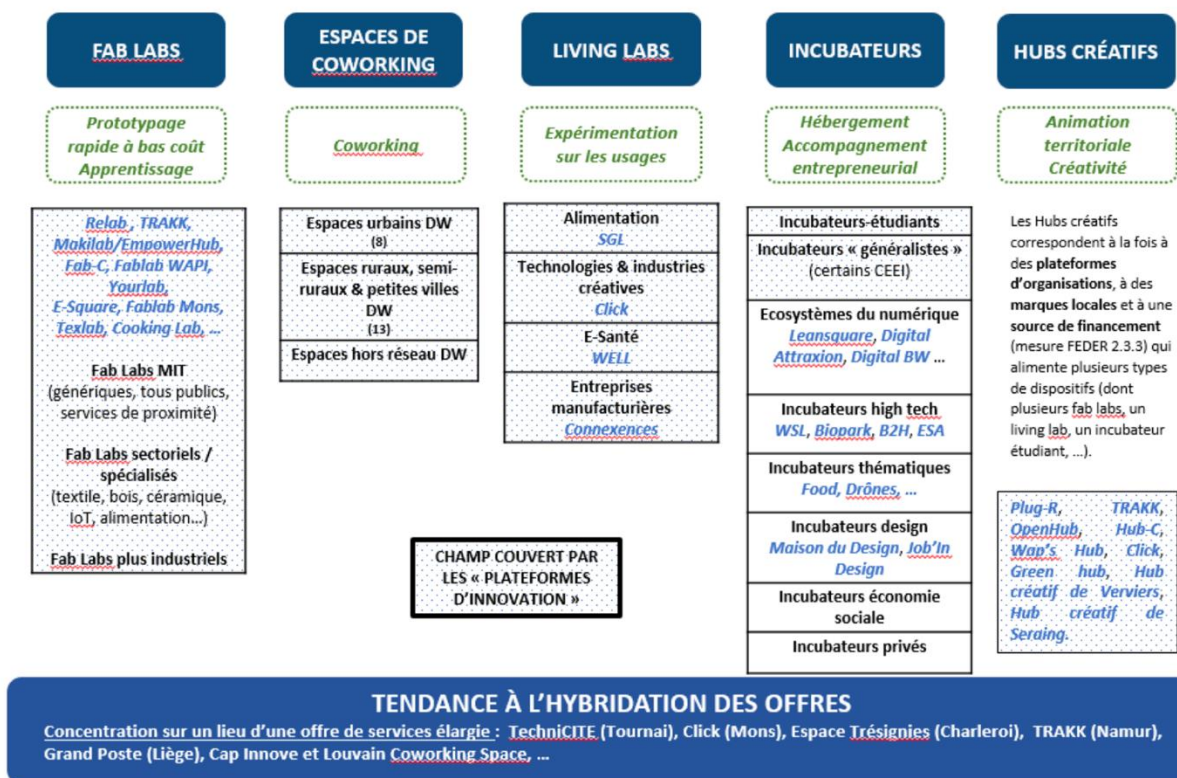 FAB LABS
Prototypage
rapide à bas coût
Apprentissage
Relab, TRAKK,
Makilab/EmpowerHub,
Fab-C, Fablab WAPI,
Yourlab,
E-Square, Fablab Mons,
Texlab, Cooking Lab, ...
Fab Labs MIT
(génériques, tous publics,
services de proximité)
Fab Labs sectoriels /
spécialisés
(textile, bois, céramique,
IoT, alimentation...)
Fab Labs plus industriels
ESPACES DE
COWORKING
Coworking
Espaces urbains DW
(8)
Espaces ruraux, semi-
ruraux & petites villes
DW
(13)
Espaces hors réseau DW
LIVING LABS
Expérimentation
sur les usages
Alimentation
SGL
Technologies & industries
créatives
Click
E-Santé
WELL
Entreprises
manufacturières
Connexences
CHAMP COUVERT PAR
LES « PLATEFORMES
D’INNOVATION »
INCUBATEURS
Hébergement
Accompagnement
entrepreneurial
Incubateurs-étudiants
Incubateurs « généralistes »
(certains CEEI)
Ecosystèmes du numérique
Leansquare, Digital
Attraxion, Digital BW ...
Incubateurs high tech
WSL, Biopark, B2H, ESA
Incubateurs thématiques
Food, Drônes, ...
Incubateurs design
Maison du Design, Job’In
Design
Incubateurs économie
sociale
Incubateurs privés
HUBS CRÉATIFS
Animation
territoriale
Créativité
Les Hubs créatifs
correspondent à la fois à
des plateformes
d’organisations, à des
marques locales et à une
source de financement
(mesure FEDER 2.3.3) qui
alimente plusieurs types
de dispositifs (dont
plusieurs fab labs, un
living lab, un incubateur
étudiant, ...).
Plug-R, TRAKK,
OpenHub, Hub-C,
Wap’s Hub, Click,
Green hub, Hub
créatif de Verviers,
Hub créatif de
Seraing.
TENDANCE À L’HYBRIDATION DES OFFRES
Concentration sur un lieu d’une offre de services élargie : TechniCITE (Tournai), Click (Mons), Espace Trésignies (Charleroi), TRAKK (Namur),
Grand Poste (Liège), Cap Innove et Louvain Coworking Space, ...